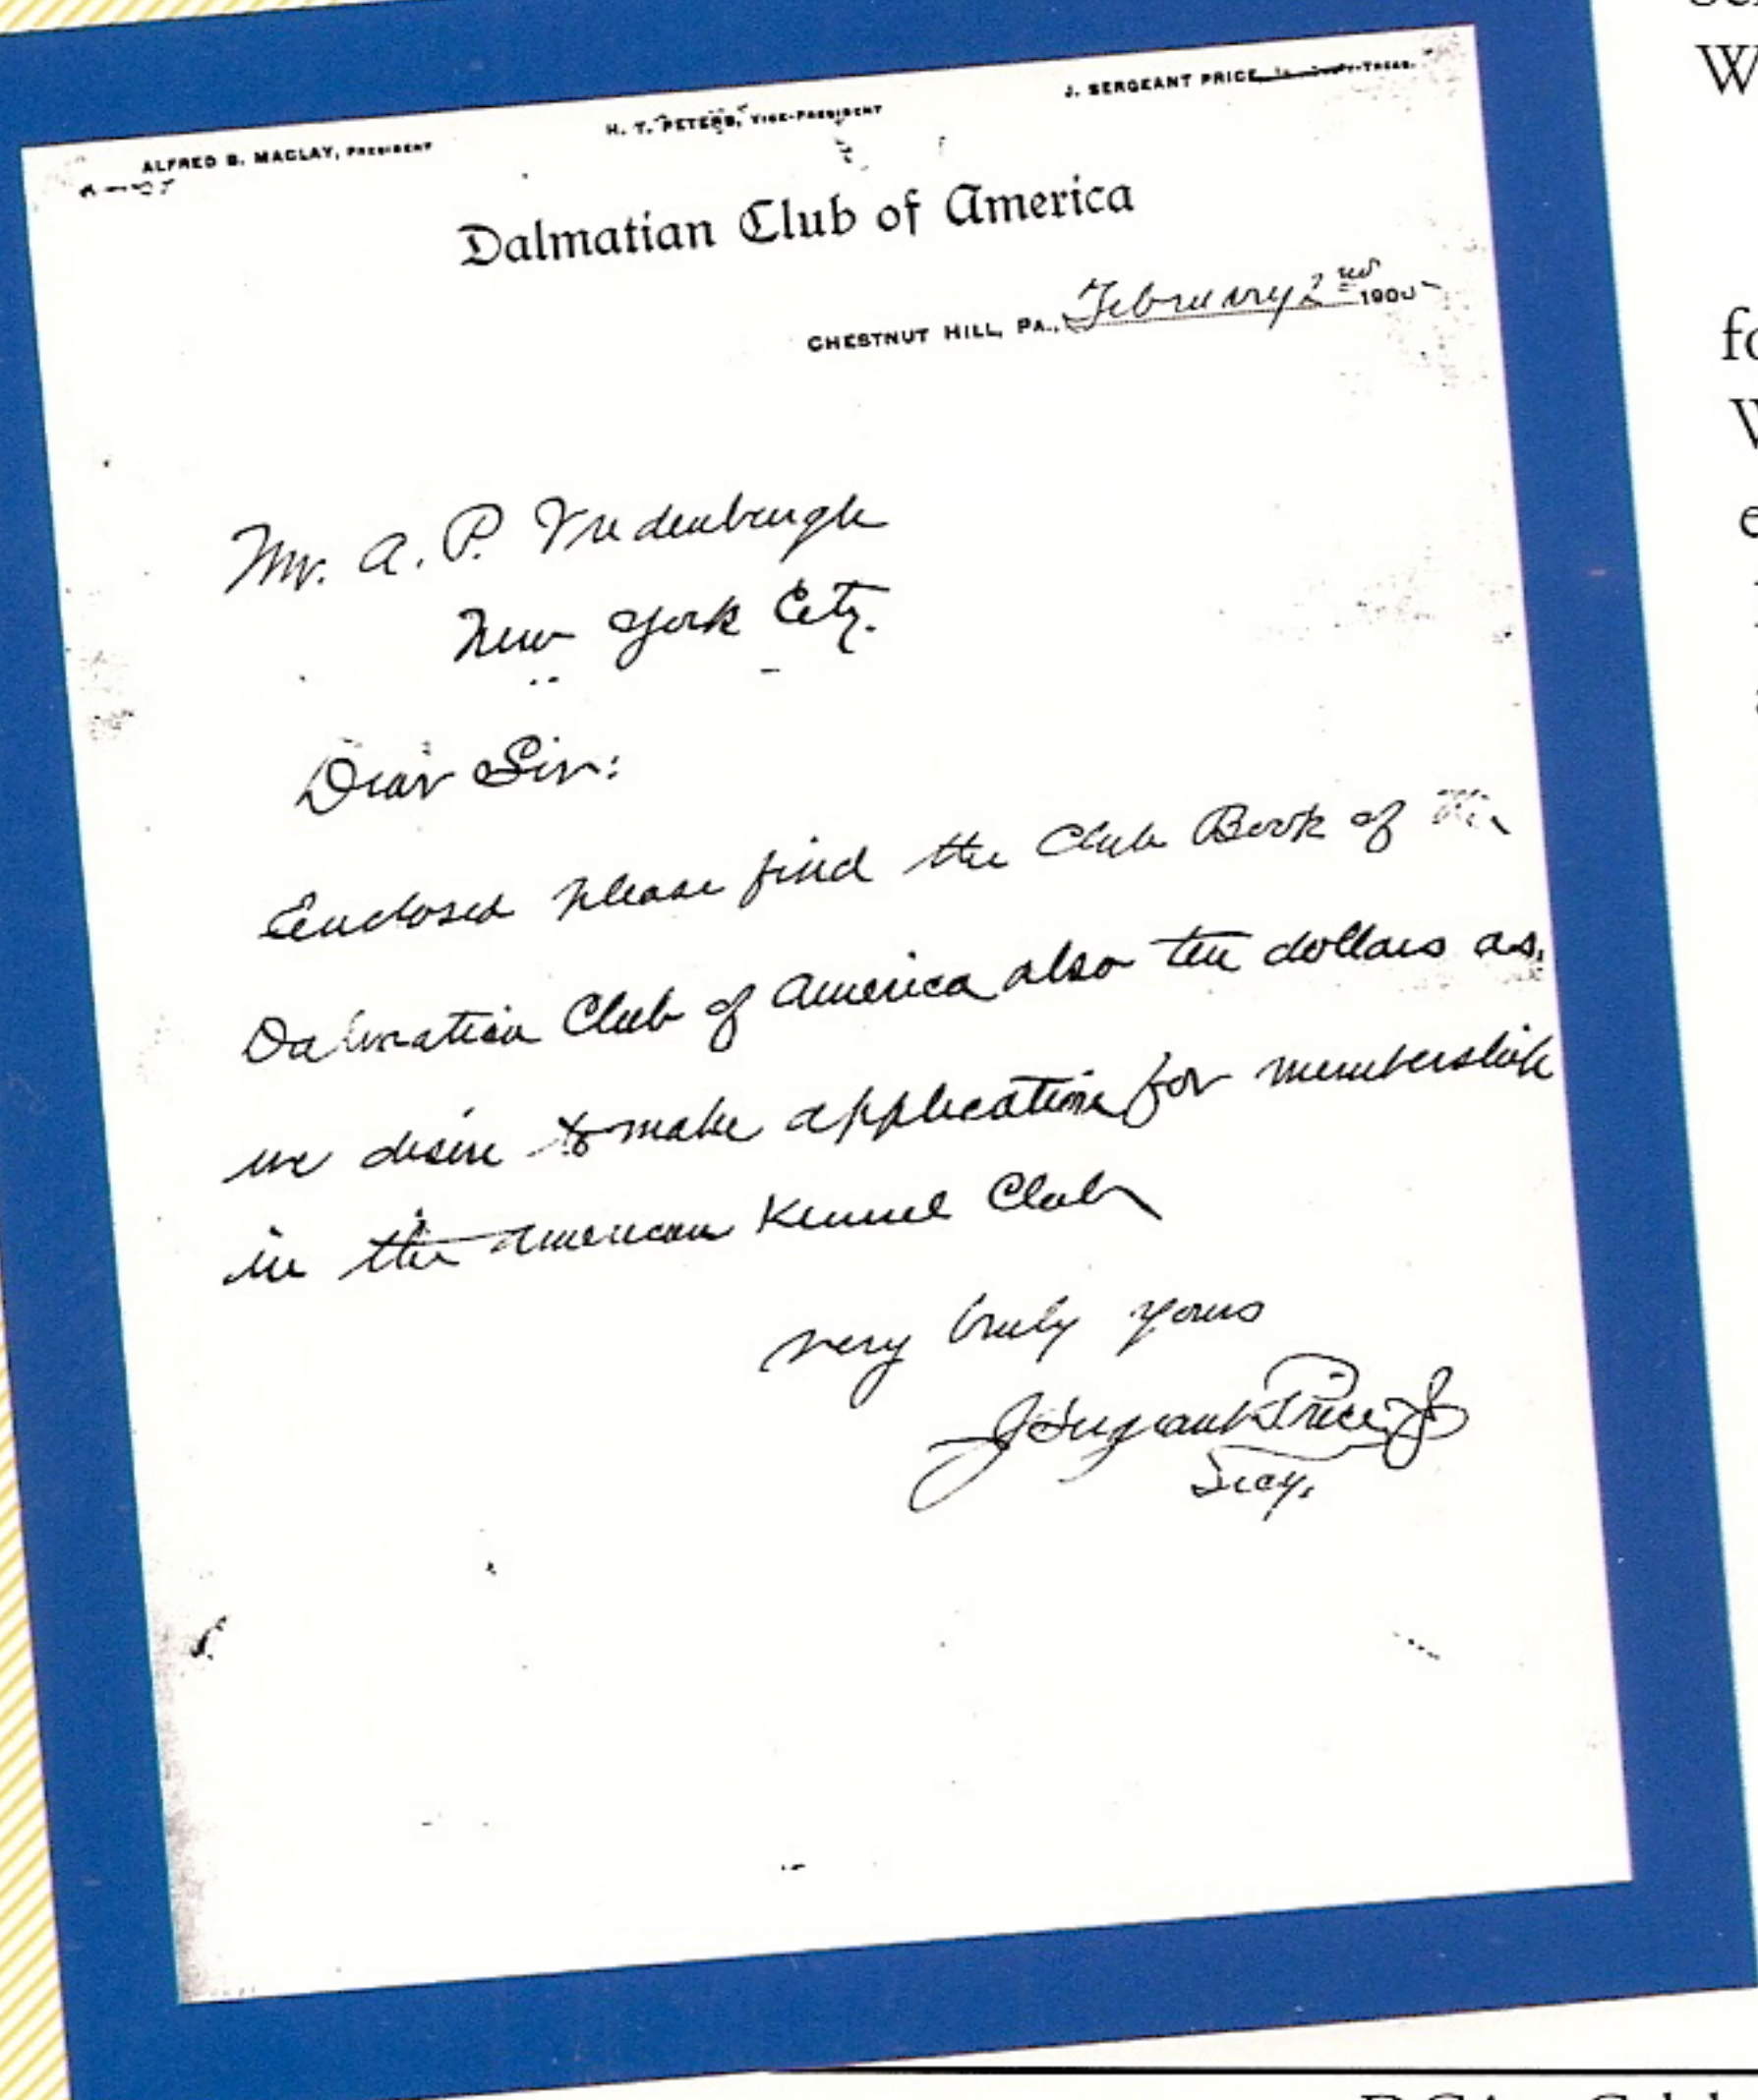 ALFRED B. MACLAY, PRESIDENT
H. T. PETERS, VICE-PRESIDENT
J. SERGEANT PRICE,
Dalmatian Club of America
CHESTNUT HILL, PA., February 2nd
Mr. A. P. Vredenburgh
New York City.
Dear Sir:
Enclosed please find the Club Book of the
Dalmatian Club of America also ten dollars as
we desire to make application for membership
in the American Kennel Club
very truly yours
J Sergeant Price Jr
Secy.